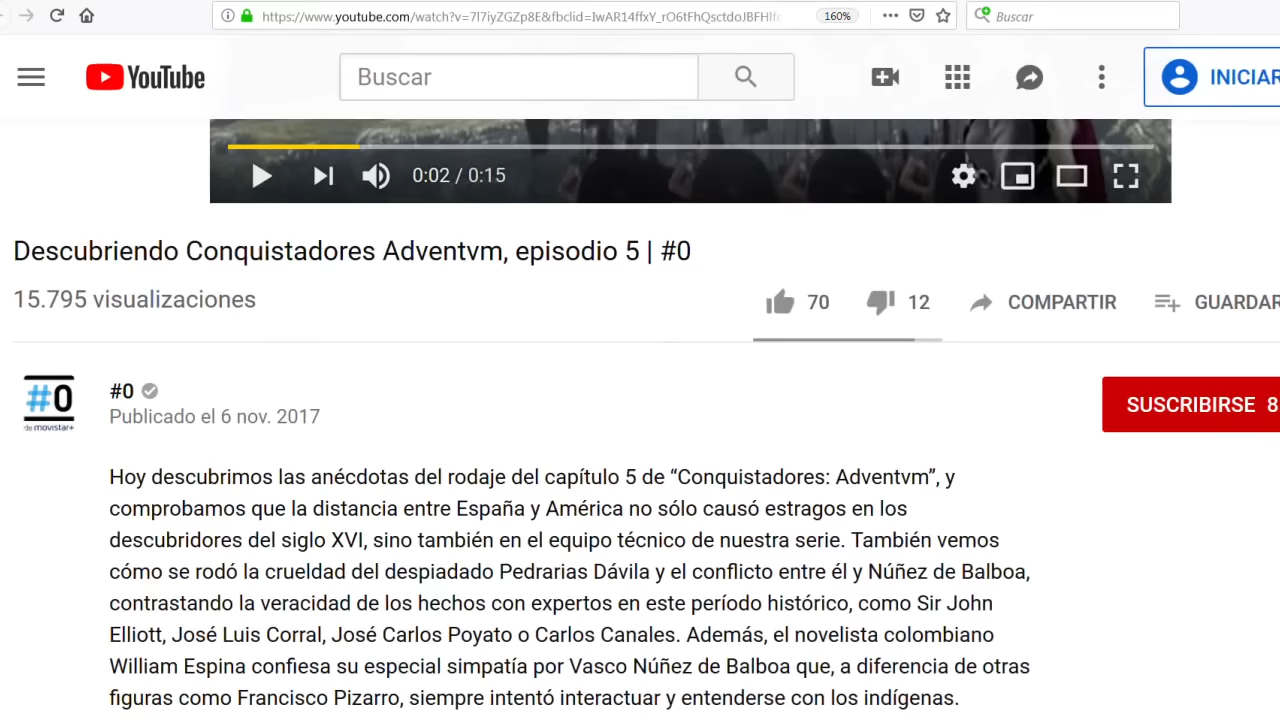 https://www.youtube.com/watch?v=7l7iyZGZp8E&fbclid=IwAR14ffxY_rO6tFhQsctdoJBFHlf
160%
Buscar
YouTube
Buscar
INICIAR
0:02 / 0:15
Descubriendo Conquistadores Adventvm, episodio 5 | #0
15.795 visualizaciones
70
12
COMPARTIR
GUARDAR
#0
de movistar+
#0
Publicado el 6 nov. 2017
SUSCRIBIRSE 8
Hoy descubrimos las anécdotas del rodaje del capítulo 5 de “Conquistadores: Adventvm”, y
comprobamos que la distancia entre España y América no sólo causó estragos en los
descubridores del siglo XVI, sino también en el equipo técnico de nuestra serie. También vemos
cómo se rodó la crueldad del despiadado Pedrarias Dávila y el conflicto entre él y Núñez de Balboa,
contrastando la veracidad de los hechos con expertos en este período histórico, como Sir John
Elliott, José Luis Corral, José Carlos Poyato o Carlos Canales. Además, el novelista colombiano
William Espina confiesa su especial simpatía por Vasco Núñez de Balboa que, a diferencia de otras
figuras como Francisco Pizarro, siempre intentó interactuar y entenderse con los indígenas.